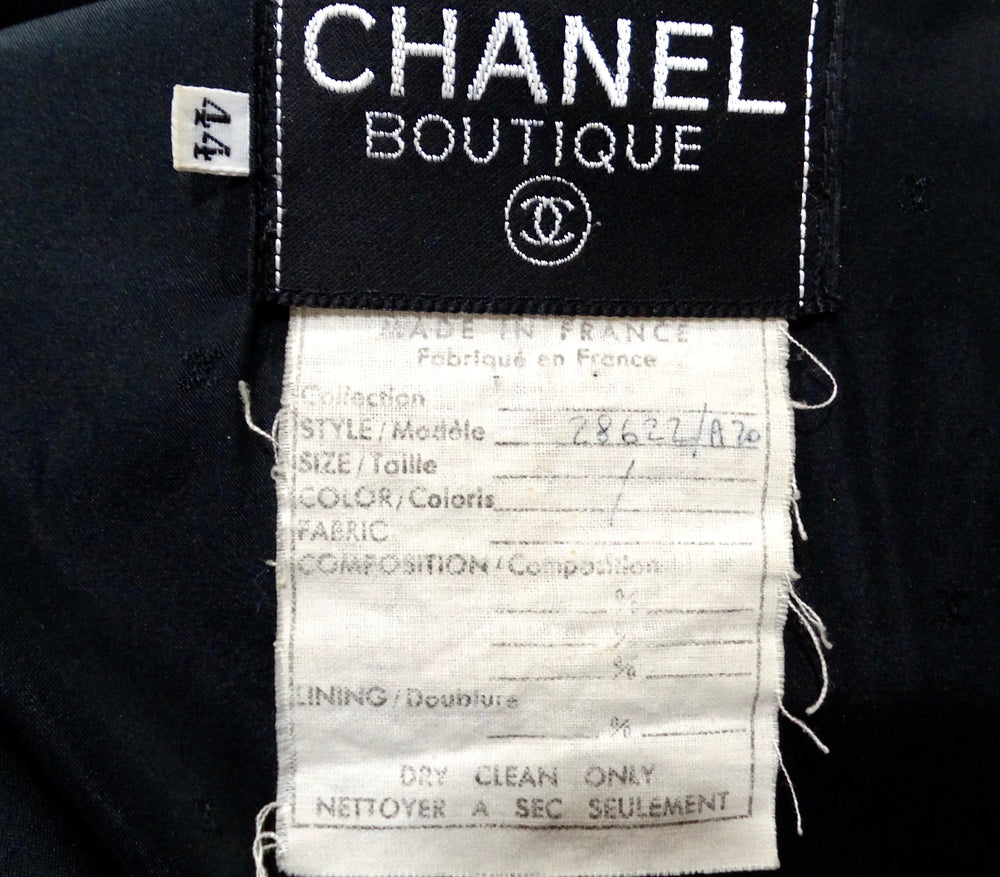 CHANEL
BOUTIQUE
44
MADE IN FRANCE
Fabriqué en France
Collection
STYLE/Modèle 28622/A20
SIZE/Taille
COLOR/Coloris /
FABRIC
COMPOSITION/Composition
%
%
%
LINING/Doublure
%
DRY CLEAN ONLY
NETTOYER A SEC SEULEMENT